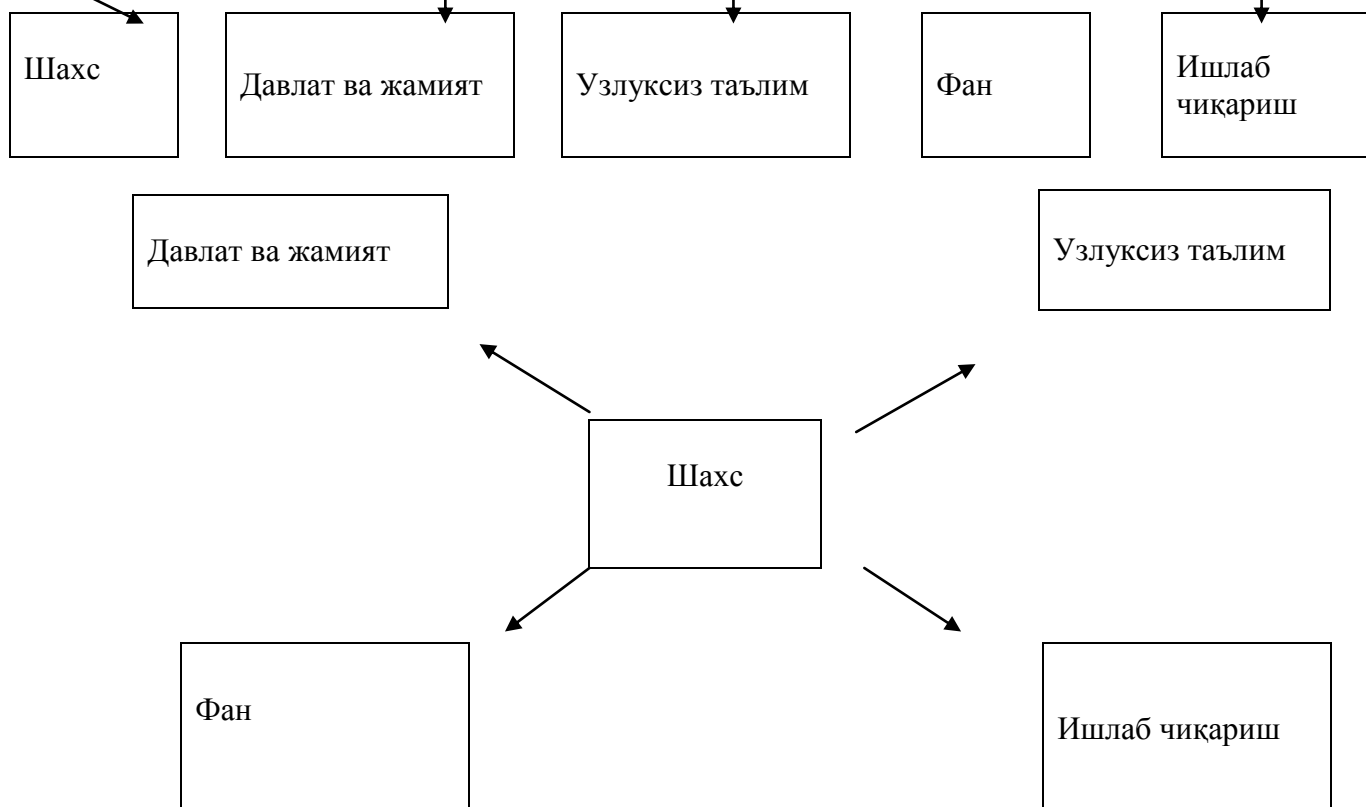 Шахс
Давлат ва жамият
Узлуксиз таълим
Фан
Ишлаб
чиқариш
Давлат ва жамият
Узлуксиз таълим
Шахс
Фан
Ишлаб чиқариш